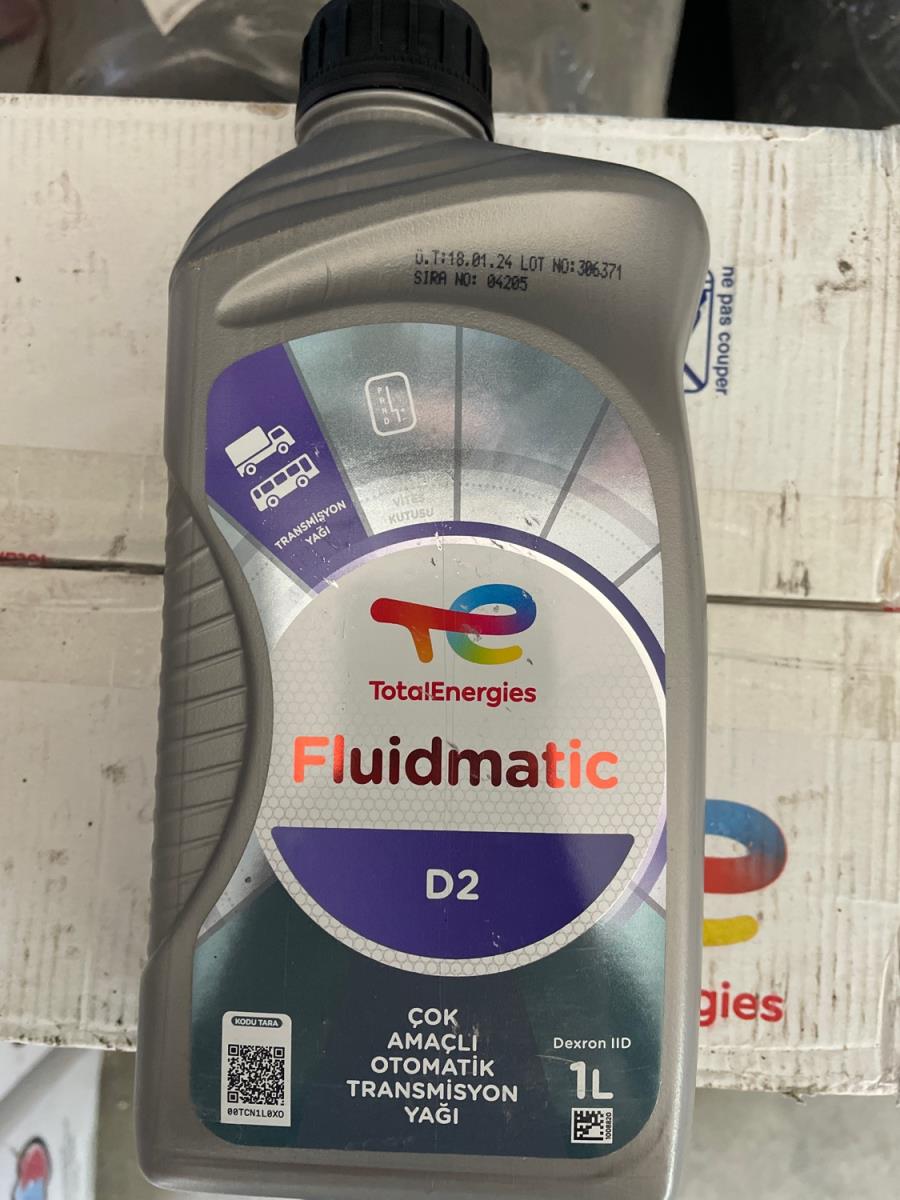 Ü.T:18.01.24 LOT NO:306371
SIRA NO: 04205
ne pas couper
P
R
N
D
+
-
VİTES
KUTUSU
TRANSMİSYON
YAĞI
TotalEnergies
Fluidmatic
D2
gies
KODU TARA
00TCN1L0XO
ÇOK
AMAÇLI
OTOMATİK
TRANSMİSYON
YAĞI
Dexron IID
1L
1008820